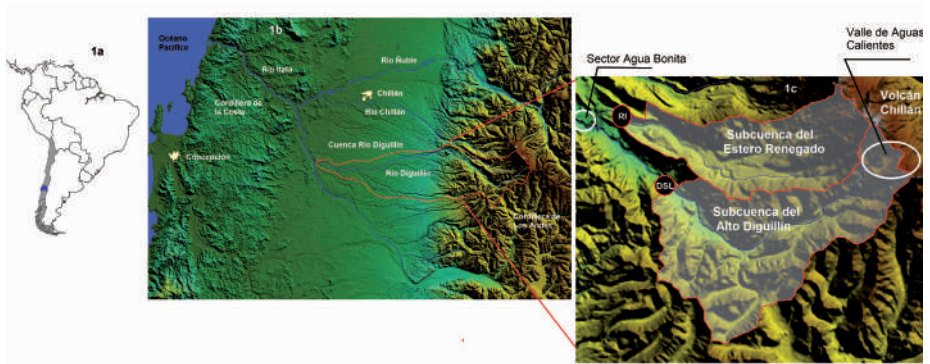 1a
Océano
Pacífico
1b
Río Itata
Río Ñuble
Chillán
Río Chillán
Cordillera de
la Costa
Concepción
Cuenca Río Diguillín
Río Diguillín
Cordillera de
Los Andes
Sector Agua Bonita
Valle de Aguas
Calientes
1c
Volcán
Chillán
RI
Subcuenca del
Estero Renegado
DSL
Subcuenca del
Alto Diguillín